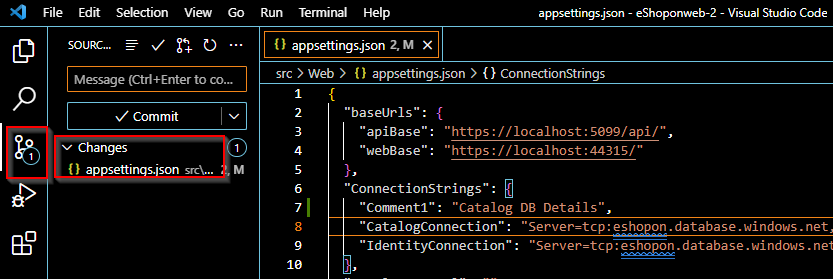 File Edit Selection View Go Run Terminal Help appsettings.json - eShoponweb-2 - Visual Studio Code
SOURC...
Message (Ctrl+Enter to co...
Commit
Changes 1
appsettings.json src\... 2, M
1
appsettings.json 2, M
src > Web > {} appsettings.json > {} ConnectionStrings
1 {
2 "baseUrls": {
3 "apiBase": "https://localhost:5099/api/",
4 "webBase": "https://localhost:44315/"
5 },
6 "ConnectionStrings": {
7 "Comment1": "Catalog DB Details",
8 "CatalogConnection": "Server=tcp:eshopon.database.windows.net,
9 "IdentityConnection": "Server=tcp:eshopon.database.windows.net,
10 },